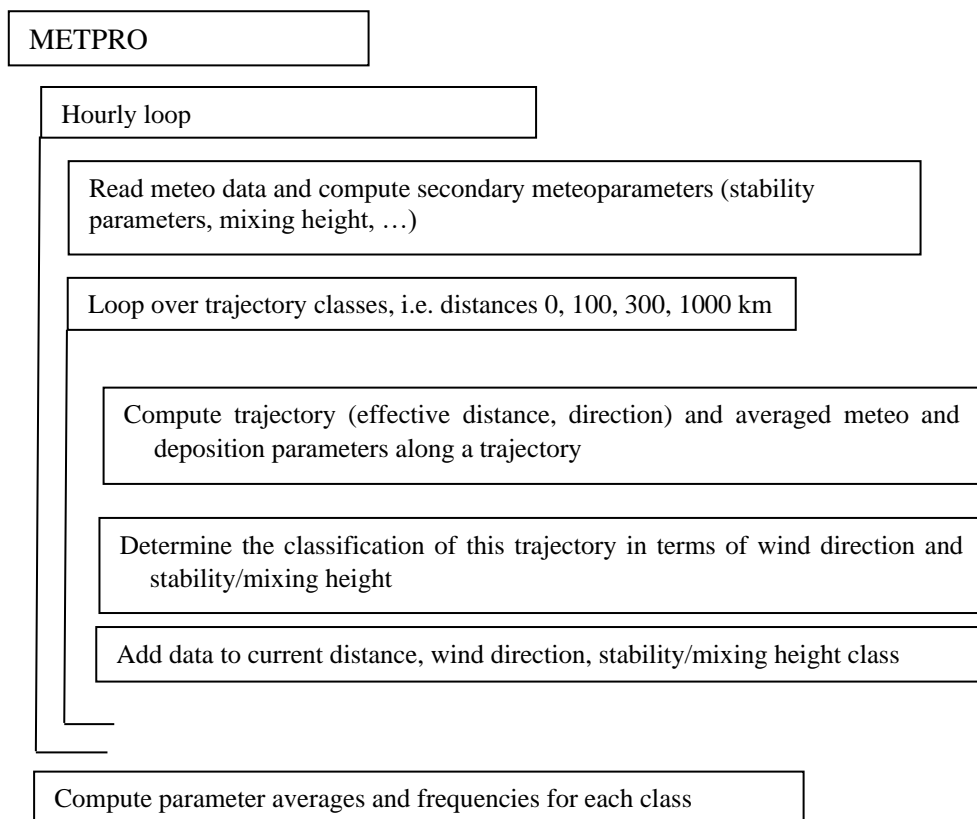 METPRO
Hourly loop
Read meteo data and compute secondary meteoparameters (stability
parameters, mixing height, …)
Loop over trajectory classes, i.e. distances 0, 100, 300, 1000 km
Compute trajectory (effective distance, direction) and averaged meteo and
deposition parameters along a trajectory
Determine the classification of this trajectory in terms of wind direction and
stability/mixing height
Add data to current distance, wind direction, stability/mixing height class
Compute parameter averages and frequencies for each class